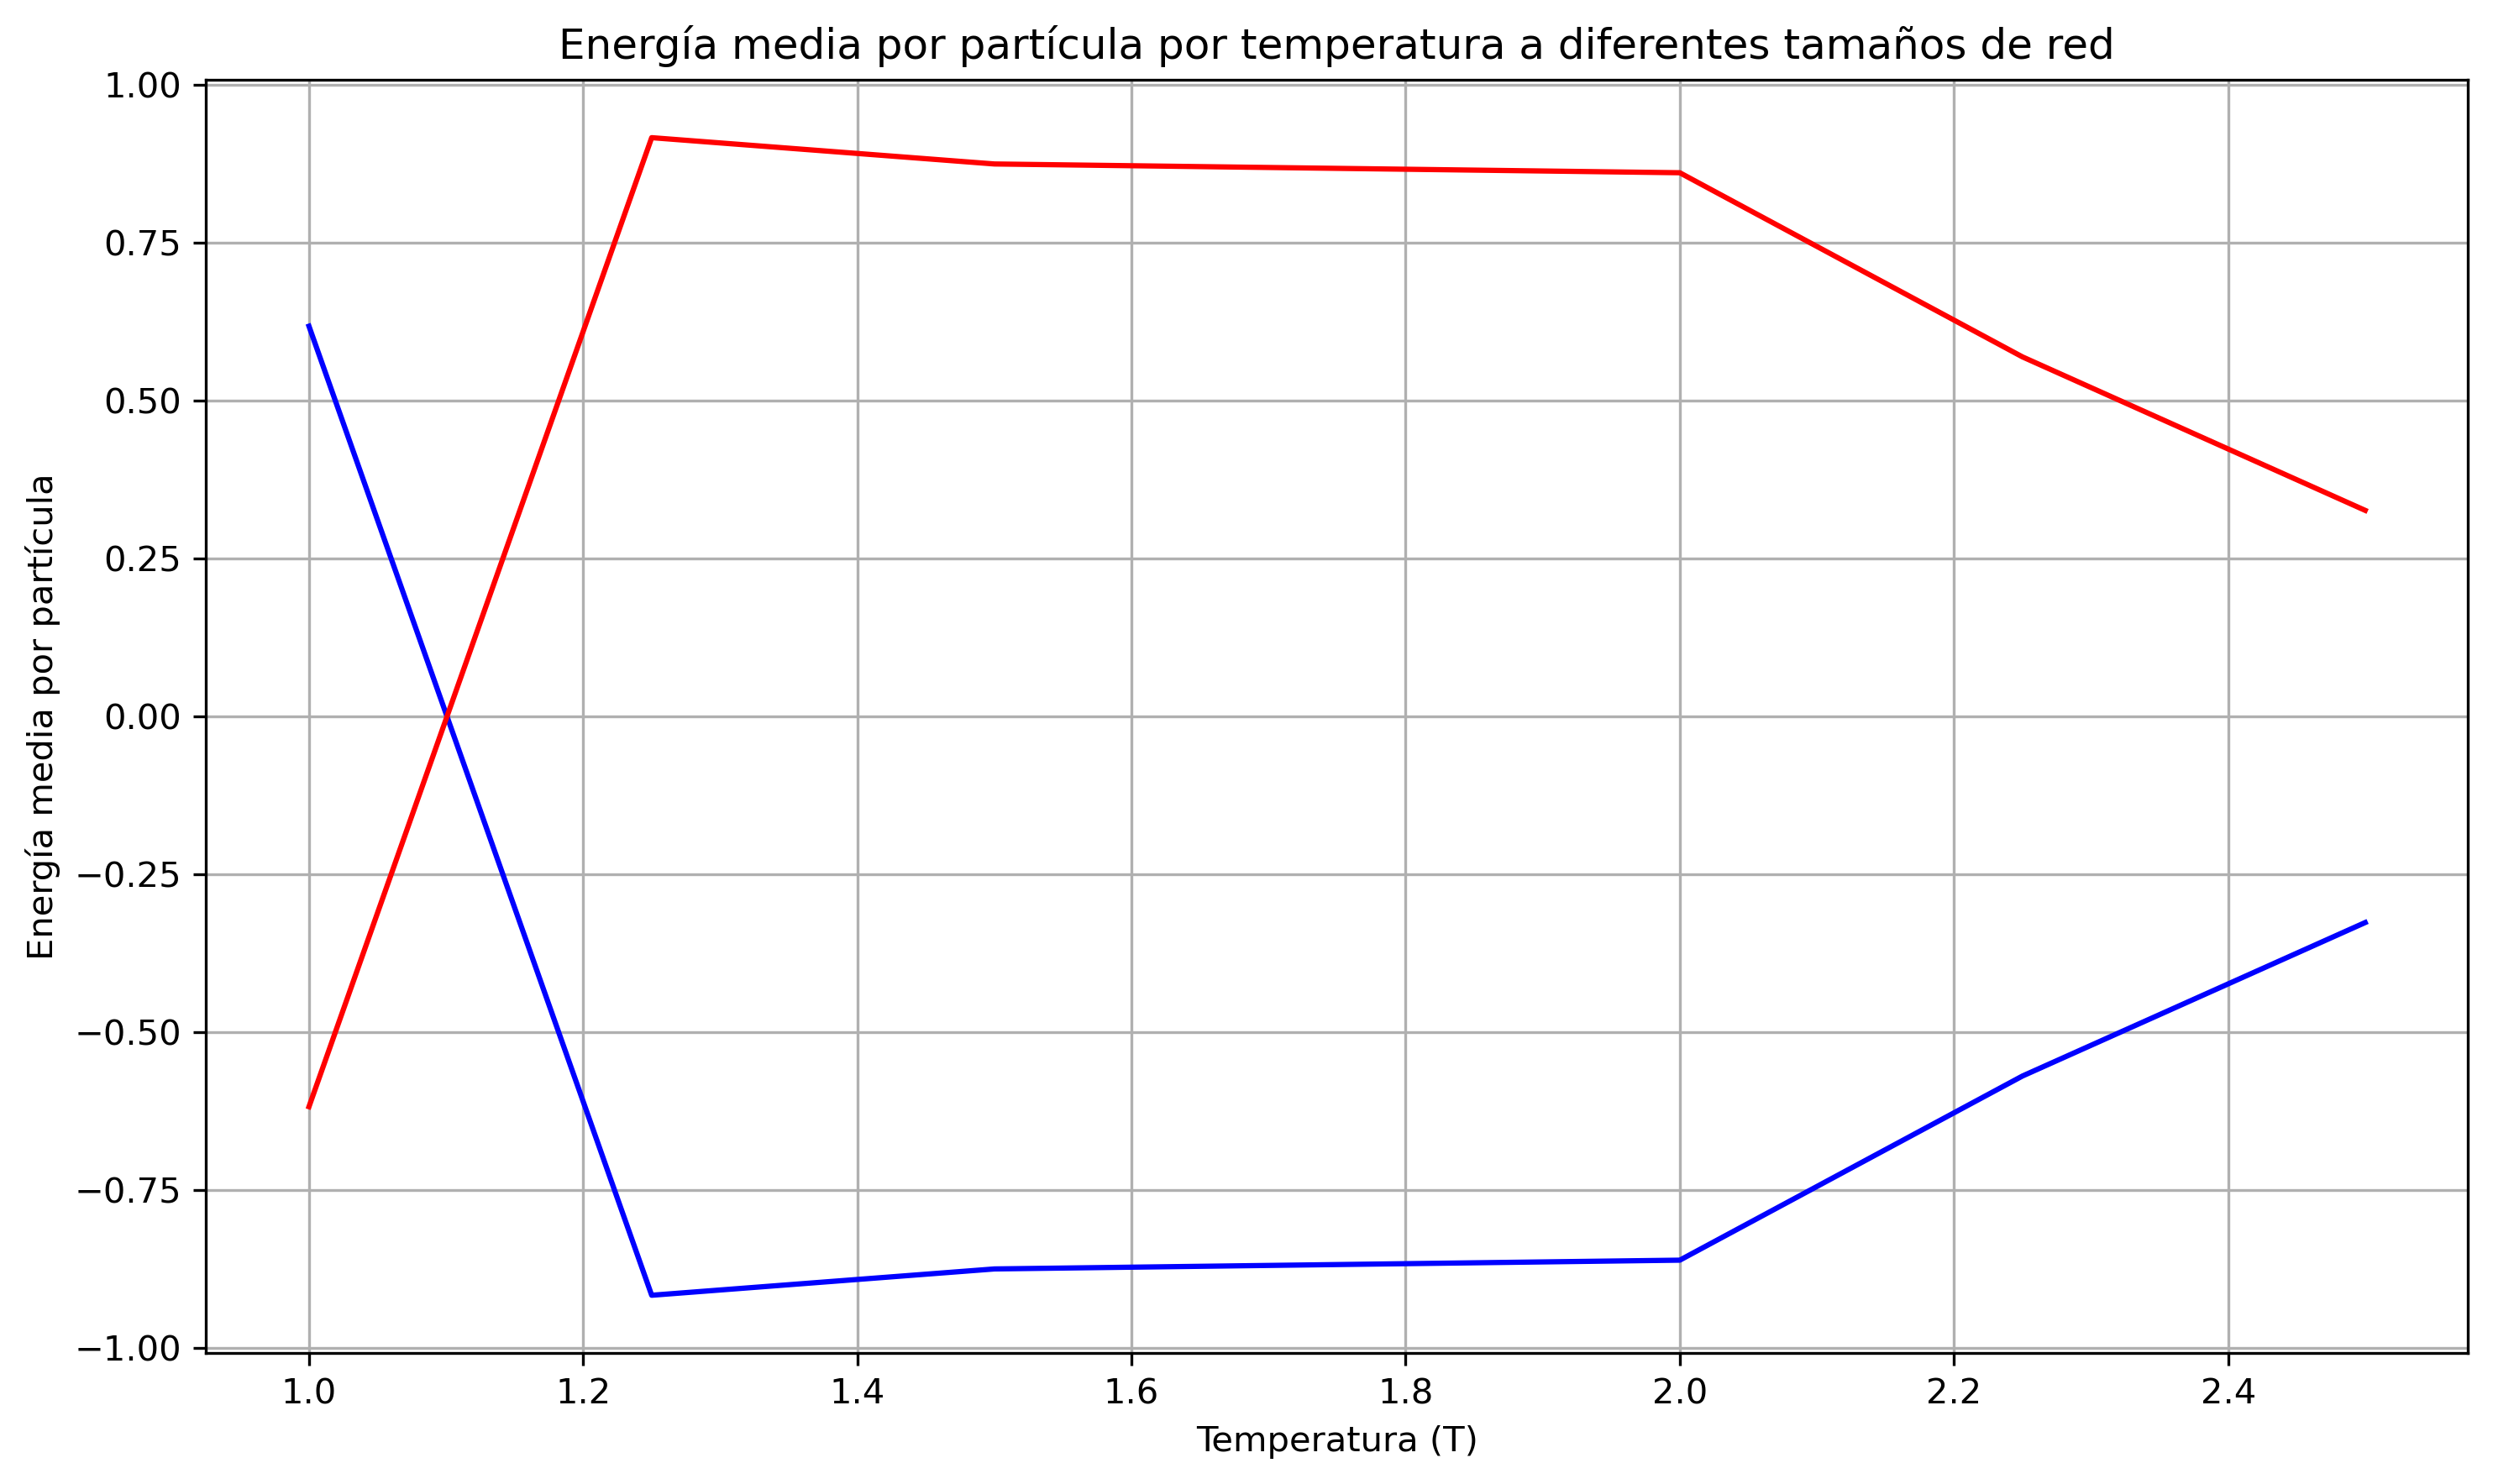 Energía media por partícula por temperatura a diferentes tamaños de red
1.00
0.75
0.50
0.25
0.00
−0.25
−0.50
−0.75
−1.00
Energía media por partícula
1.0 1.2 1.4 1.6 1.8 2.0 2.2 2.4
Temperatura (T)